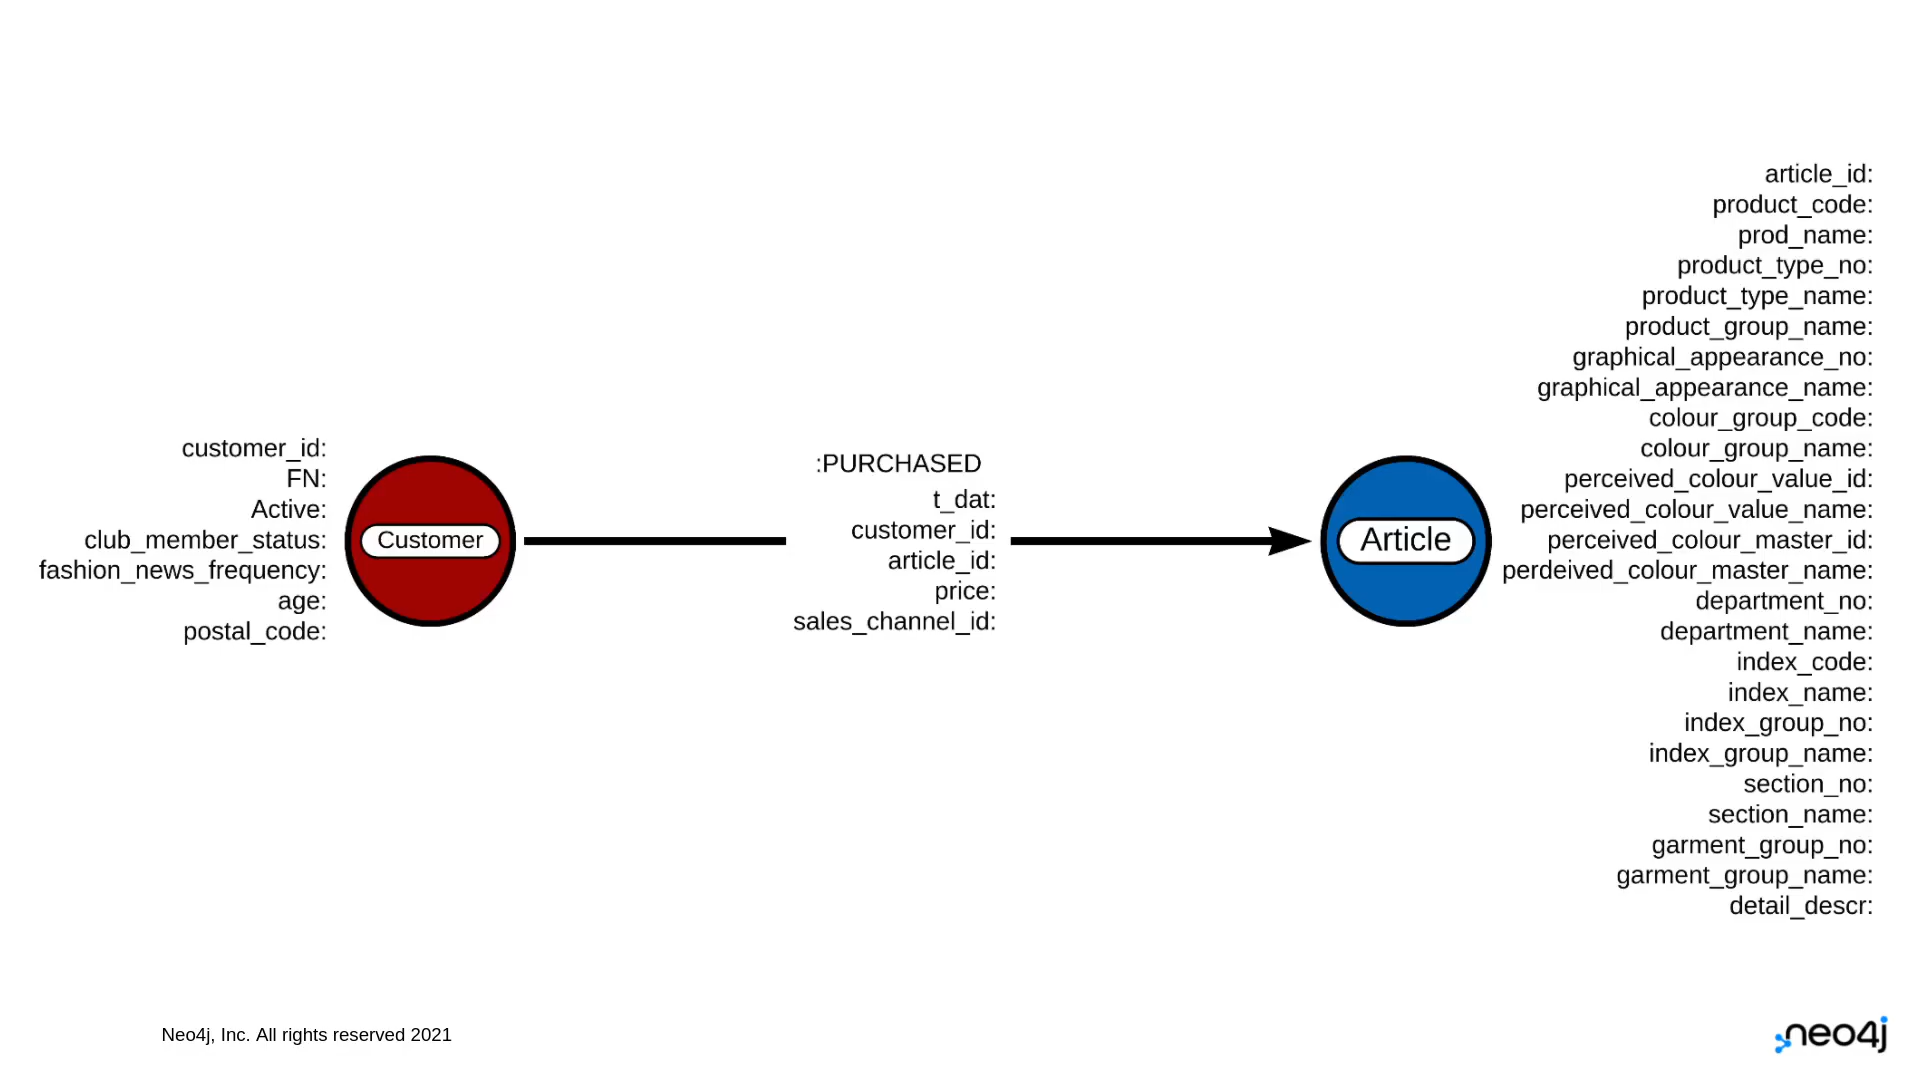 customer_id:
FN:
Active:
club_member_status:
fashion_news_frequency:
age:
postal_code:
Customer
:PURCHASED
t_dat:
customer_id:
article_id:
price:
sales_channel_id:
Article
article_id:
product_code:
prod_name:
product_type_no:
product_type_name:
product_group_name:
graphical_appearance_no:
graphical_appearance_name:
colour_group_code:
colour_group_name:
perceived_colour_value_id:
perceived_colour_value_name:
perceived_colour_master_id:
perdeived_colour_master_name:
department_no:
department_name:
index_code:
index_name:
index_group_no:
index_group_name:
section_no:
section_name:
garment_group_no:
garment_group_name:
detail_descr:
Neo4j, Inc. All rights reserved 2021
neo4j